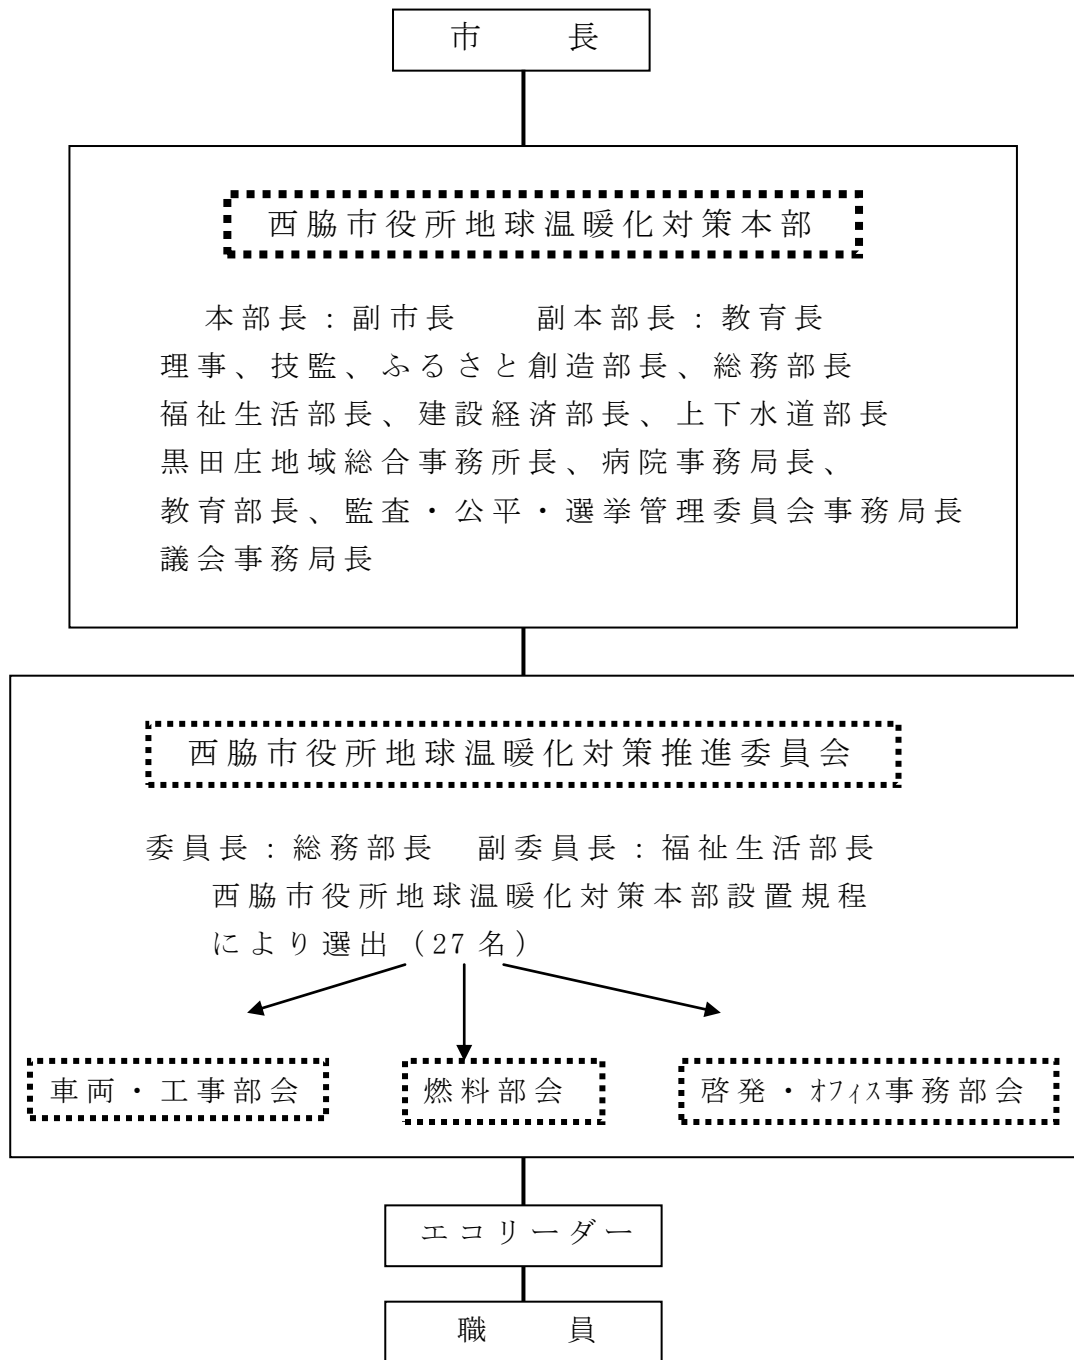 市　　長
西脇市役所地球温暖化対策本部
本部長：副市長　　副本部長：教育長
理事、技監、ふるさと創造部長、総務部長
福祉生活部長、建設経済部長、上下水道部長
黒田庄地域総合事務所長、病院事務局長、
教育部長、監査・公平・選挙管理委員会事務局長
議会事務局長
西脇市役所地球温暖化対策推進委員会
委員長：総務部長　副委員長：福祉生活部長
西脇市役所地球温暖化対策本部設置規程
により選出（27名）
車両・工事部会
燃料部会
啓発・ｵﾌｨｽ事務部会
エコリーダー
職　　員